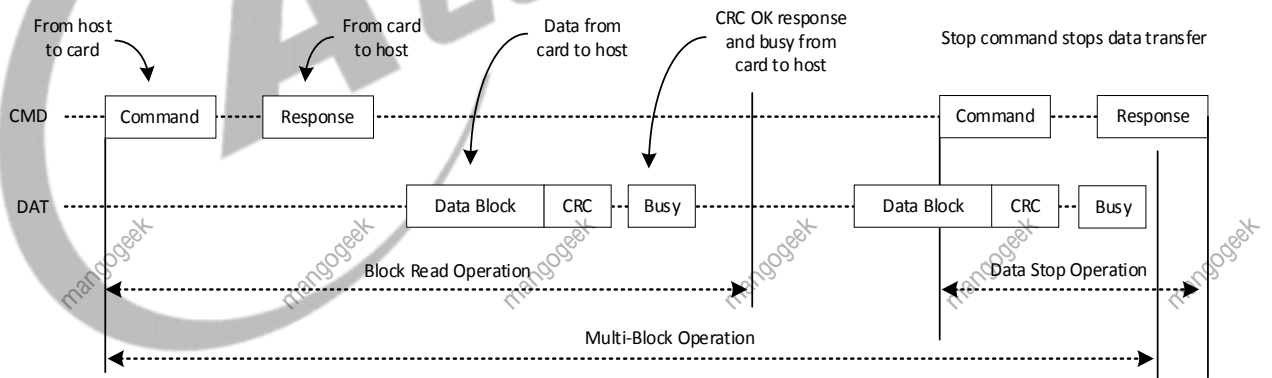 From host
to card
From card
to host
Data from
card to host
CRC OK response
and busy from
card to host
Stop command stops data transfer
CMD
Command
Response
Command
Response
DAT
Data Block
CRC
Busy
Data Block
CRC
Busy
mangogeek
mangogeek
mangogeek
mangogeek
mangogeek
mangogeek
Block Read Operation
Data Stop Operation
Multi-Block Operation